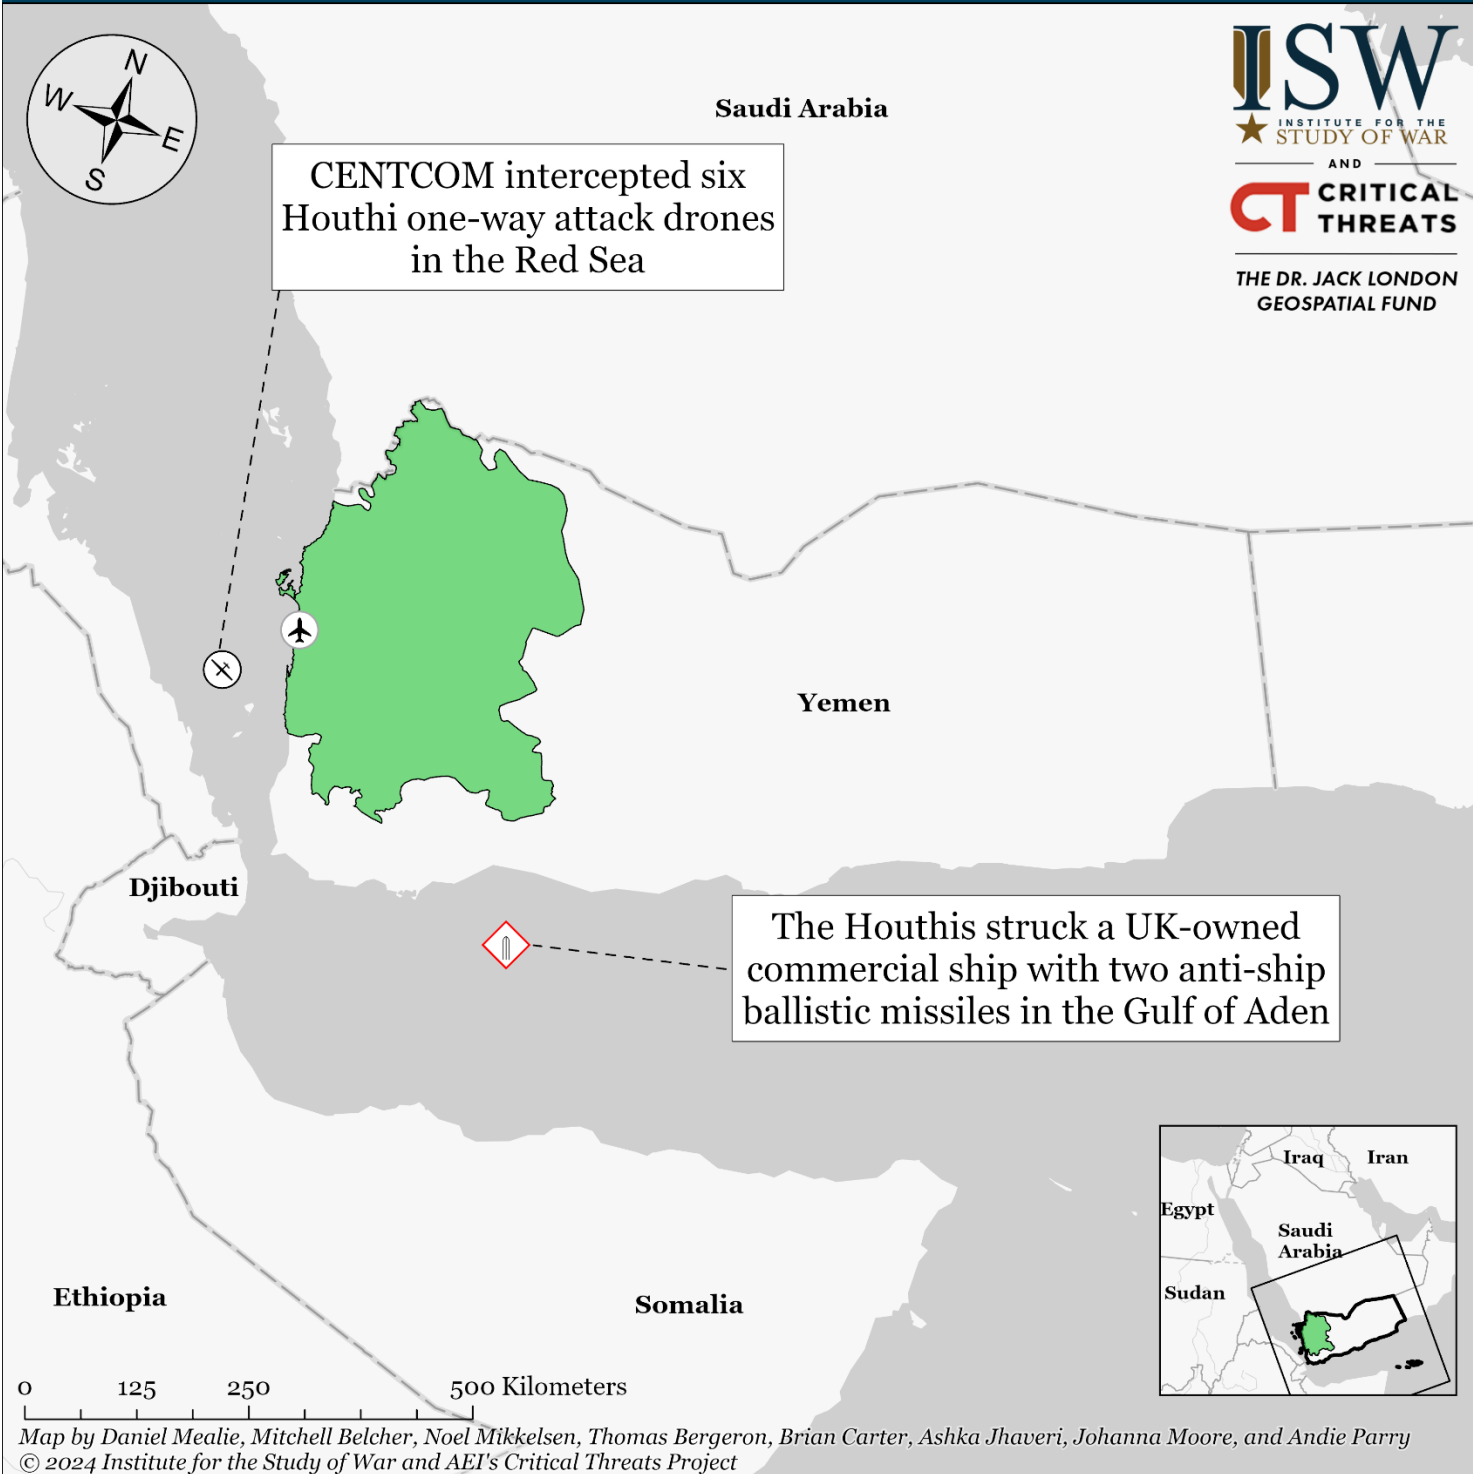 N
W
E
S
Saudi Arabia
ISW
INSTITUTE FOR THE
STUDY OF WAR
AND
CT CRITICAL
THREATS
THE DR. JACK LONDON
GEOSPATIAL FUND
CENTCOM intercepted six
Houthi one-way attack drones
in the Red Sea
Yemen
Djibouti
The Houthis struck a UK-owned
commercial ship with two anti-ship
ballistic missiles in the Gulf of Aden
Ethiopia
Somalia
Iraq
Iran
Egypt
Saudi
Arabia
Sudan
0 125 250 500 Kilometers
Map by Daniel Mealie, Mitchell Belcher, Noel Mikkelsen, Thomas Bergeron, Brian Carter, Ashka Jhaveri, Johanna Moore, and Andie Parry
© 2024 Institute for the Study of War and AEI's Critical Threats Project